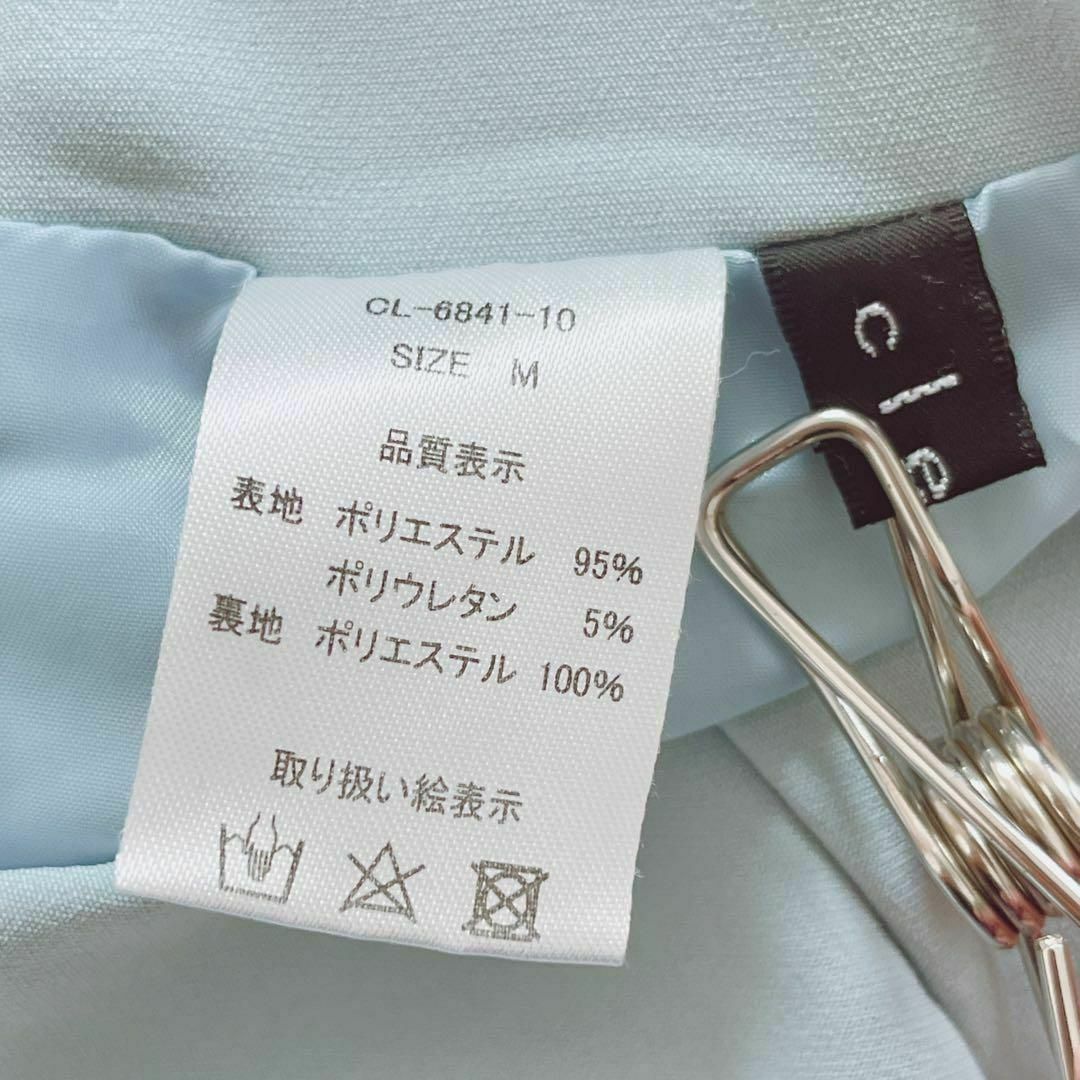 CL-6841-10
SIZE M
品質表示
表地 ポリエステル 95%
ポリウレタン 5%
裏地 ポリエステル 100%
取り扱い絵表示
cle